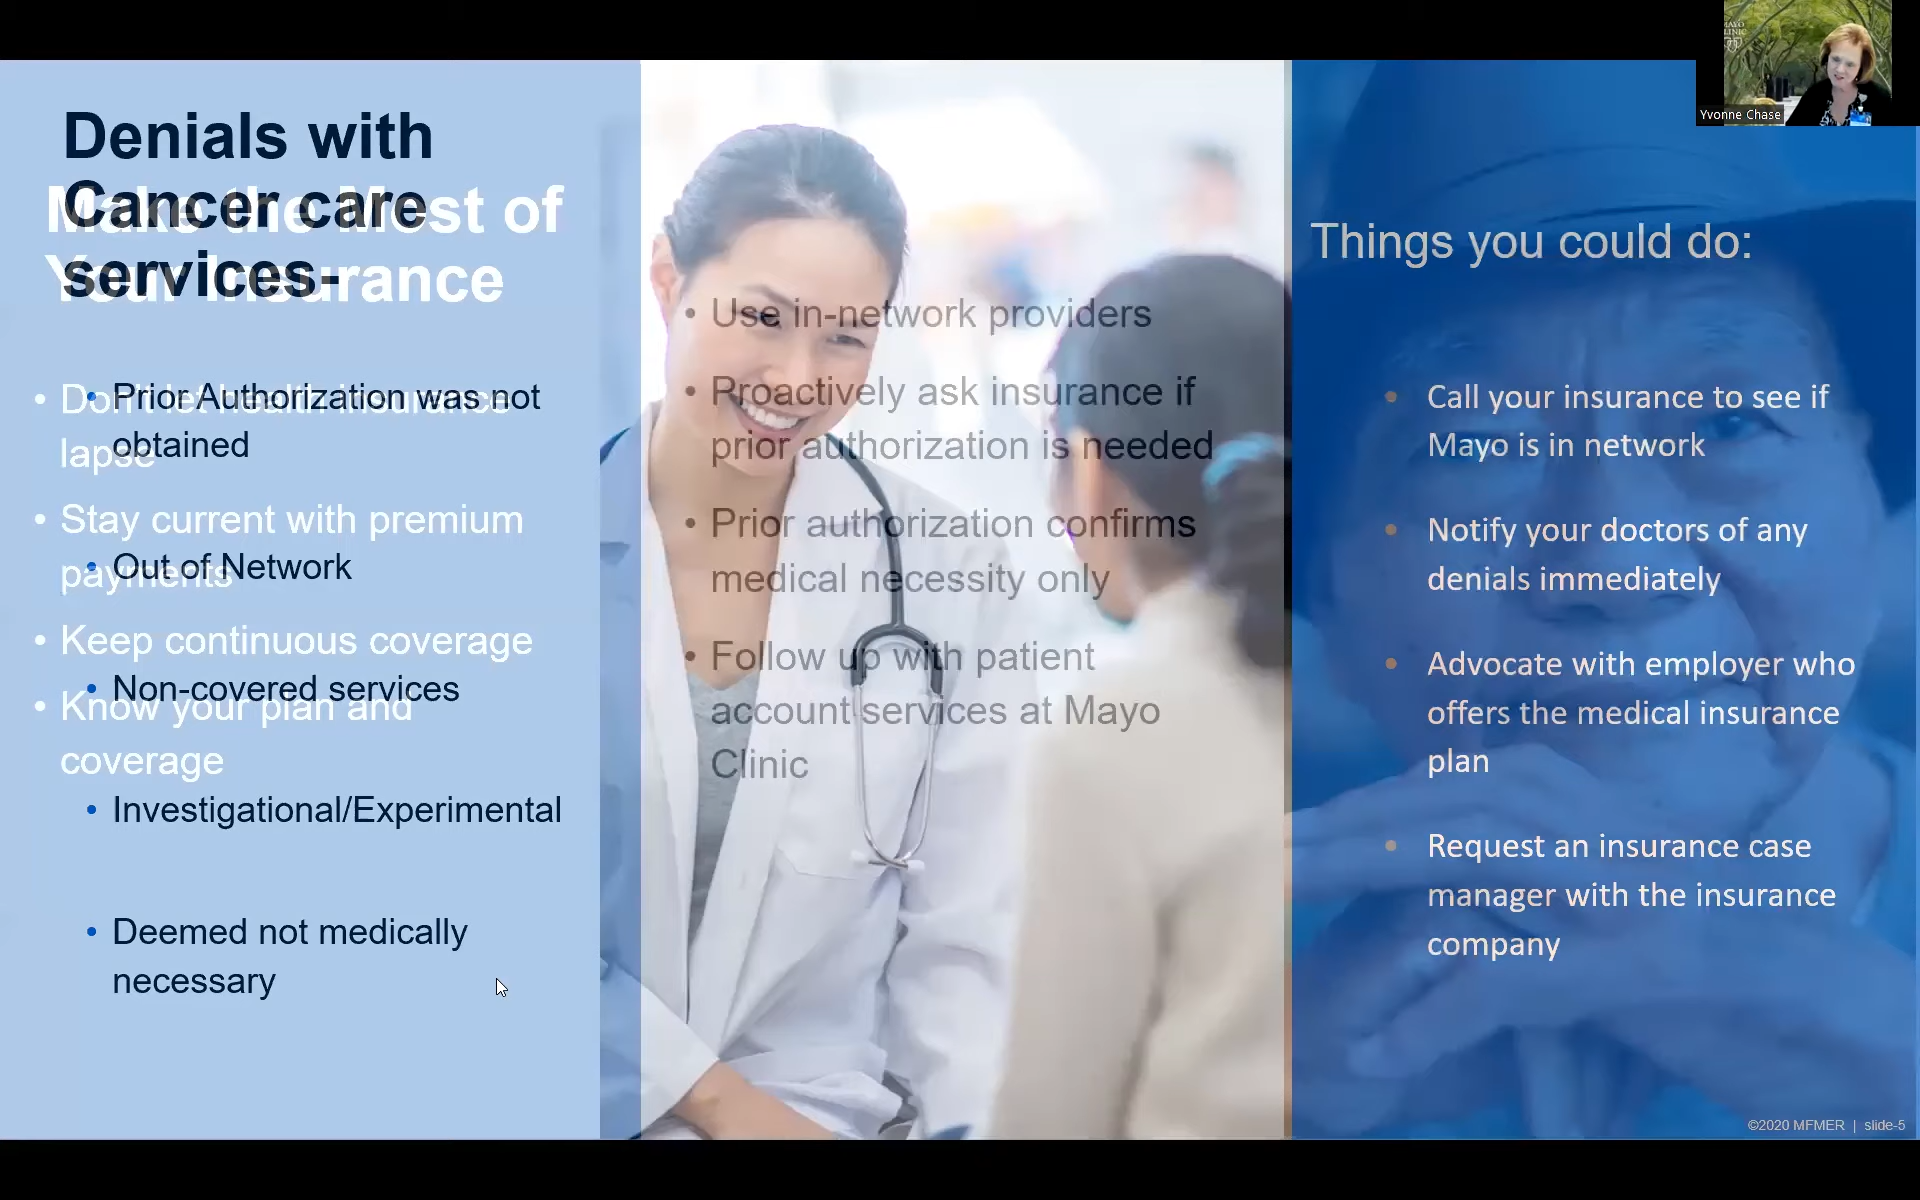 MAYO
CLINIC
Yvonne Chase
Denials with
Cancer care
services-
Make the Most of
Your Insurance
• Prior Authorization was not
obtained
• Out of Network
• Non-covered services
• Investigational/Experimental
• Deemed not medically
necessary
• Don't let health insurance
lapse
• Stay current with premium
payments
• Keep continuous coverage
• Know your plan and
coverage
• Use in-network providers
• Proactively ask insurance if
prior authorization is needed
• Prior authorization confirms
medical necessity only
• Follow up with patient
account services at Mayo
Clinic
Things you could do:
• Call your insurance to see if
Mayo is in network
• Notify your doctors of any
denials immediately
• Advocate with employer who
offers the medical insurance
plan
• Request an insurance case
manager with the insurance
company
©2020 MFMER | slide-5